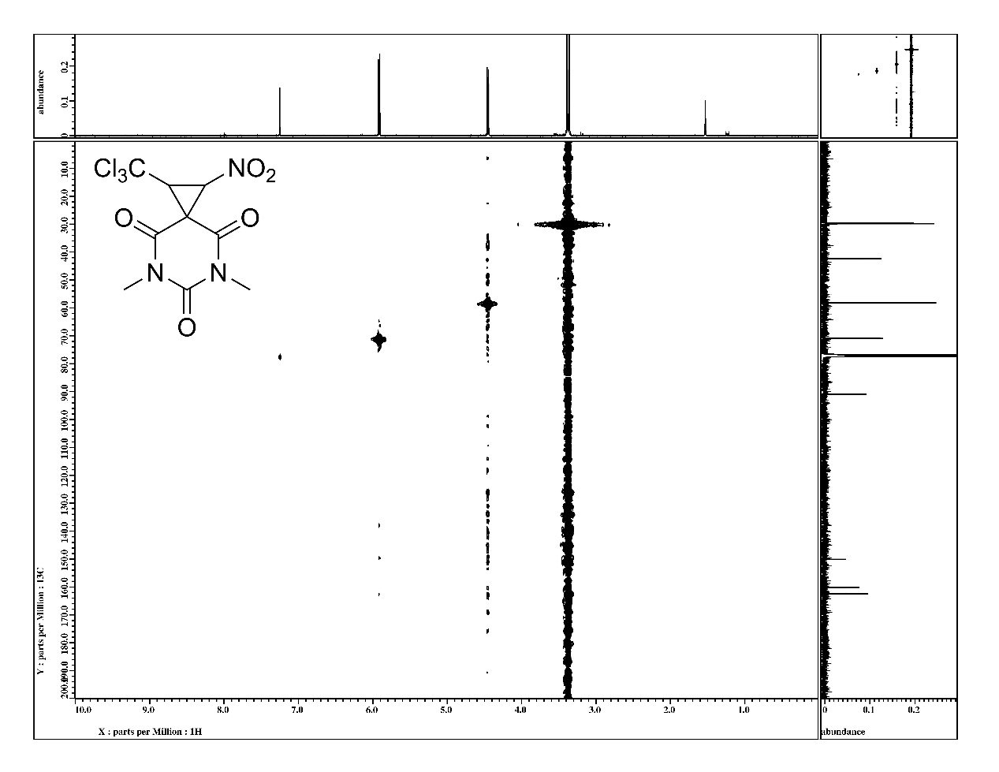 abundance
0.2
0.1
0
Cl3C
NO2
O
O
N
N
O
10.0
20.0
30.0
40.0
50.0
60.0
70.0
80.0
90.0
100.0
110.0
120.0
130.0
140.0
150.0
160.0
170.0
180.0
190.0
200.0
Y : parts per Million : 13C
10.0 9.0 8.0 7.0 6.0 5.0 4.0 3.0 2.0 1.0
X : parts per Million : 1H
0 0.1 0.2
abundance